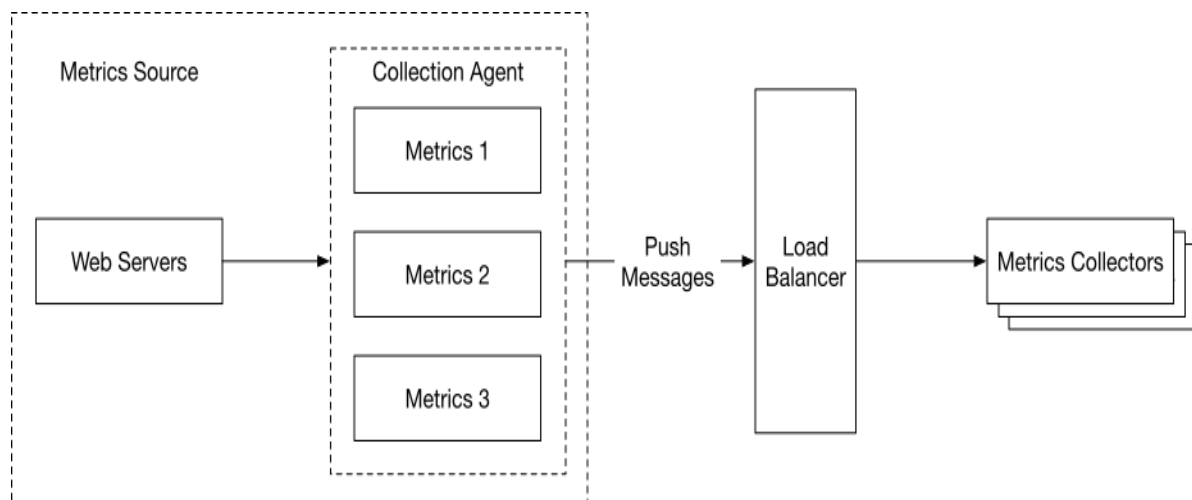 Metrics Source
Collection Agent
Metrics 1
Web Servers
Metrics 2
Metrics 3
Push
Messages
Load
Balancer
Metrics Collectors